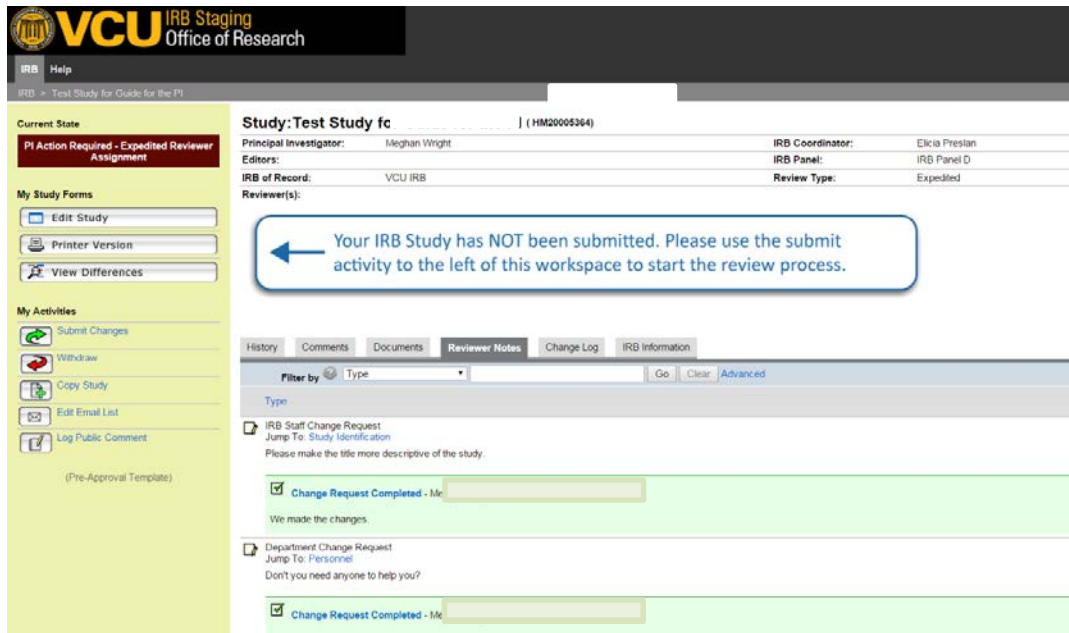 VCU IRB Staging
Office of Research
IRB Help
IRB > Test Study for Guide for the PI
Current State
PI Action Required - Expedited Reviewer
Assignment
My Study Forms
Edit Study
Printer Version
View Differences
My Activities
Submit Changes
Withdraw
Copy Study
Edit Email List
Log Public Comment
(Pre-Approval Template)
Study:Test Study (HM20005364)
Principal Investigator: Meghan Wright IRB Coordinator: Elicia Preslan
Editors: IRB Panel: IRB Panel D
IRB of Record: VCU IRB Review Type: Expedited
Reviewer(s):
Your IRB Study has NOT been submitted. Please use the submit
activity to the left of this workspace to start the review process.
History Comments Documents Reviewer Notes Change Log IRB Information
Filter by Type Go Clear Advanced
Type
IRB Staff Change Request
Jump To: Study Identification
Please make the title more descriptive of the study.
Change Request Completed -
We made the changes.
Department Change Request
Jump To: Personnel
Don't you need anyone to help you?
Change Request Completed -